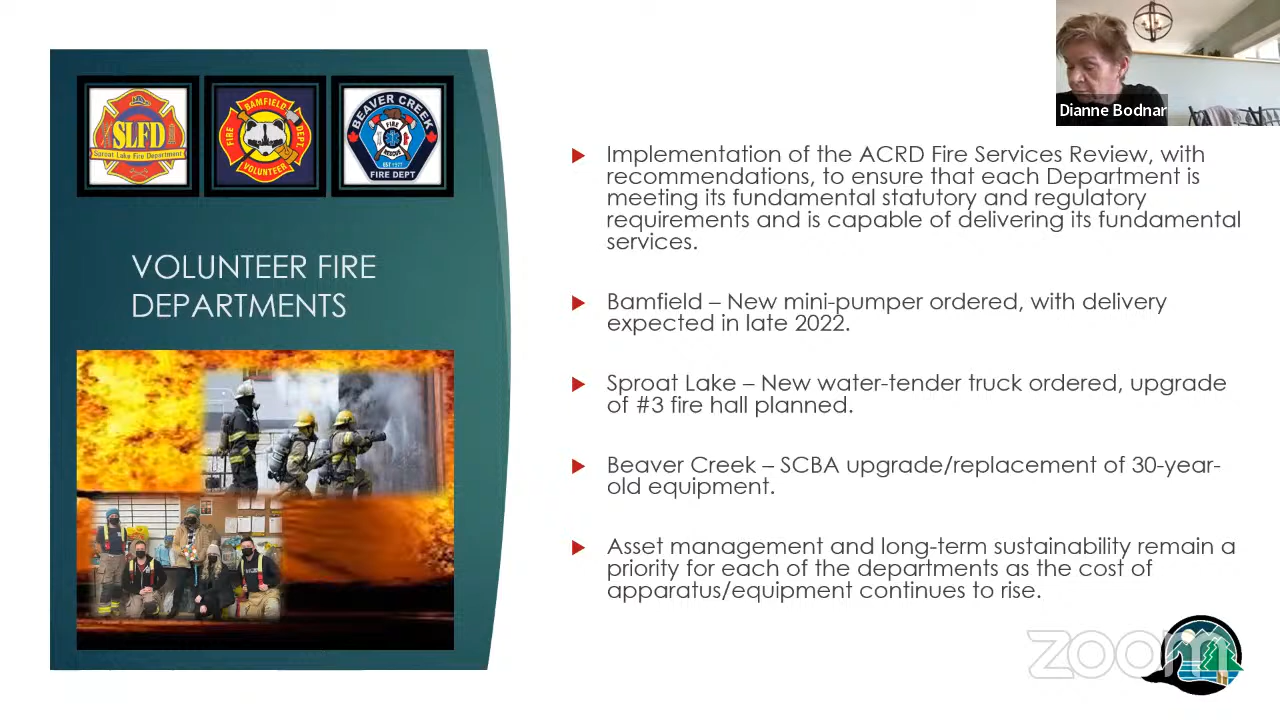 Dianne Bodnar
SLFD
Sproat Lake Fire Department
BAMFIELD
FIRE
DEPT.
VOLUNTEER
BEAVER CREEK
FIRE
RESCUE
EST 1977
FIRE DEPT
VOLUNTEER FIRE
DEPARTMENTS
Implementation of the ACRD Fire Services Review, with
recommendations, to ensure that each Department is
meeting its fundamental statutory and regulatory
requirements and is capable of delivering its fundamental
services.
Bamfield – New mini-pumper ordered, with delivery
expected in late 2022.
Sproat Lake – New water-tender truck ordered, upgrade
of #3 fire hall planned.
Beaver Creek – SCBA upgrade/replacement of 30-year-
old equipment.
Asset management and long-term sustainability remain a
priority for each of the departments as the cost of
apparatus/equipment continues to rise.
zoom